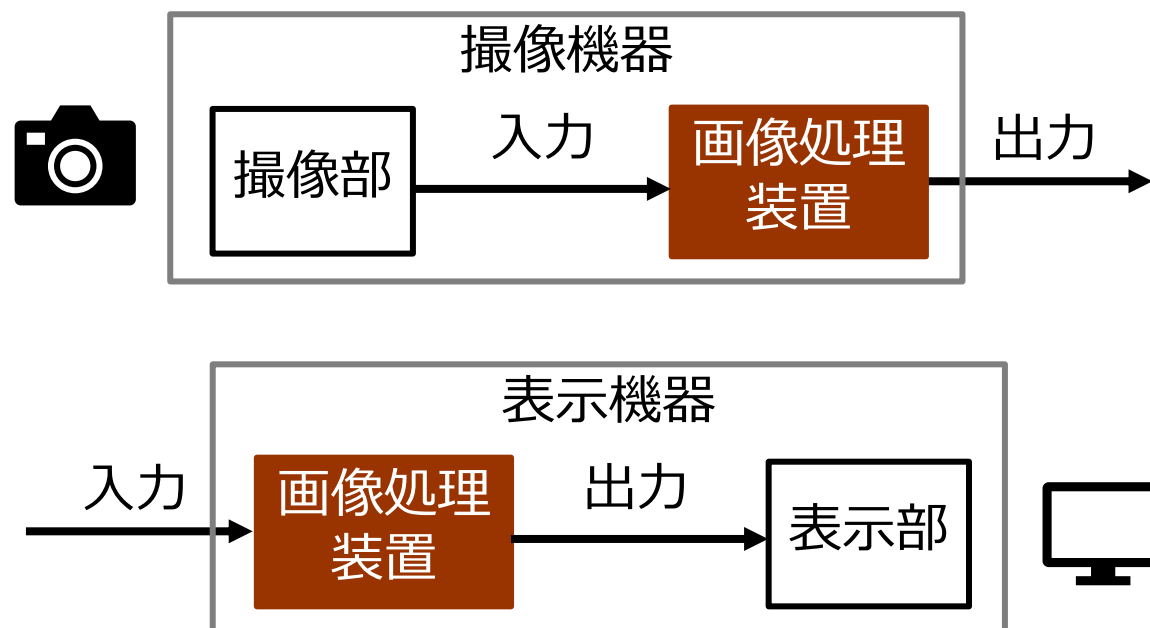 撮像機器
撮像部
入力
画像処理
装置
出力
表示機器
入力
画像処理
装置
出力
表示部